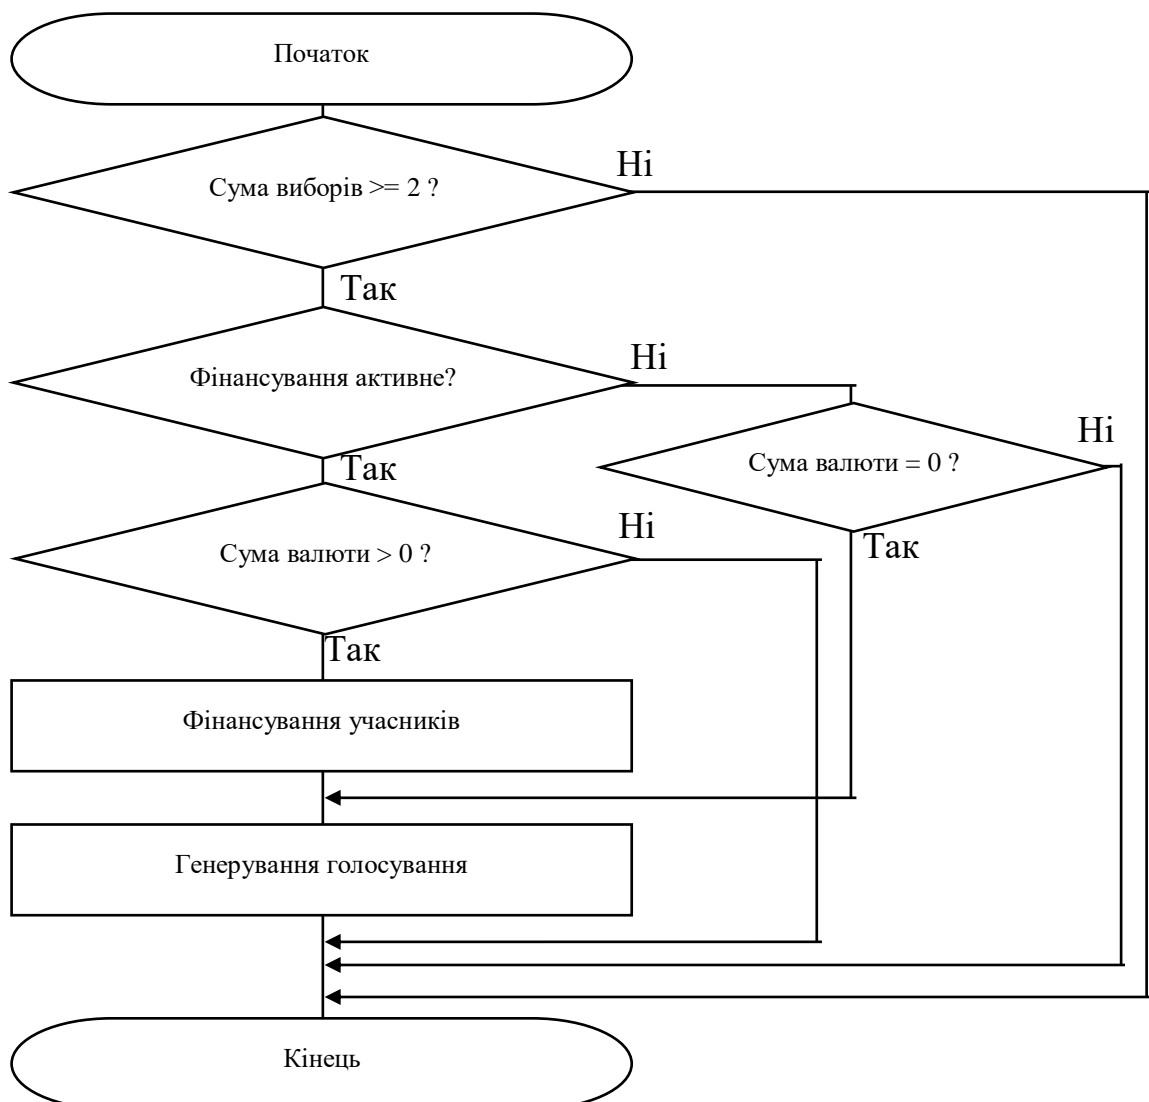 Початок
Ні
Сума виборів >= 2 ?
Так
Ні
Фінансування активне?
Ні
Сума валюти = 0 ?
Так
Ні
Сума валюти > 0 ?
Так
Так
Фінансування учасників
Генерування голосування
Кінець